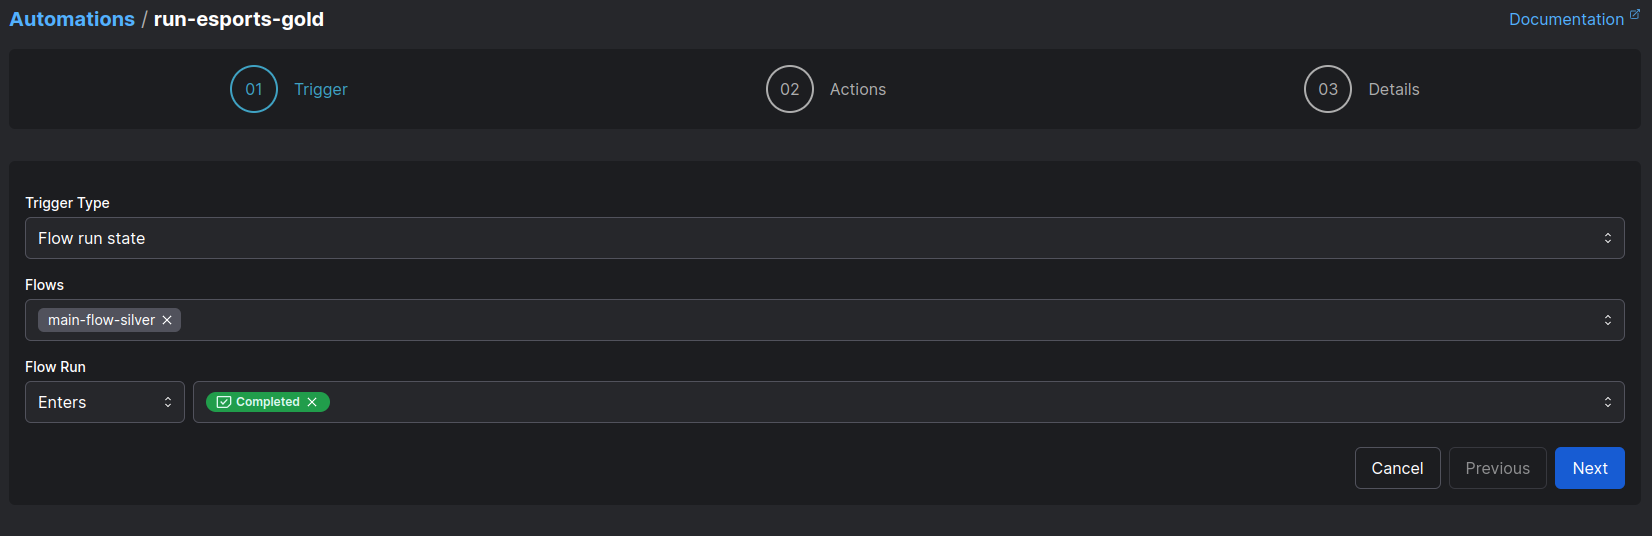 Automations / run-esports-gold
Documentation
01 Trigger
02 Actions
03 Details
Trigger Type
Flow run state
Flows
main-flow-silver
Flow Run
Enters
Completed
Cancel
Previous
Next